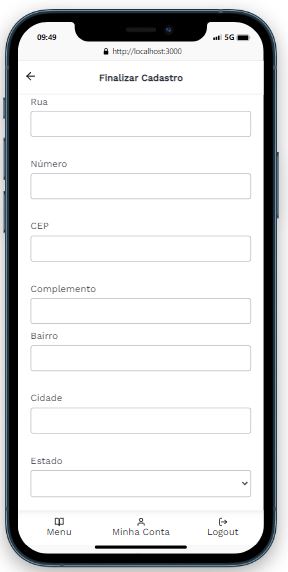 09:49
5G
http://localhost:3000
Finalizar Cadastro
Rua
Número
CEP
Complemento
Bairro
Cidade
Estado
Menu
Minha Conta
Logout